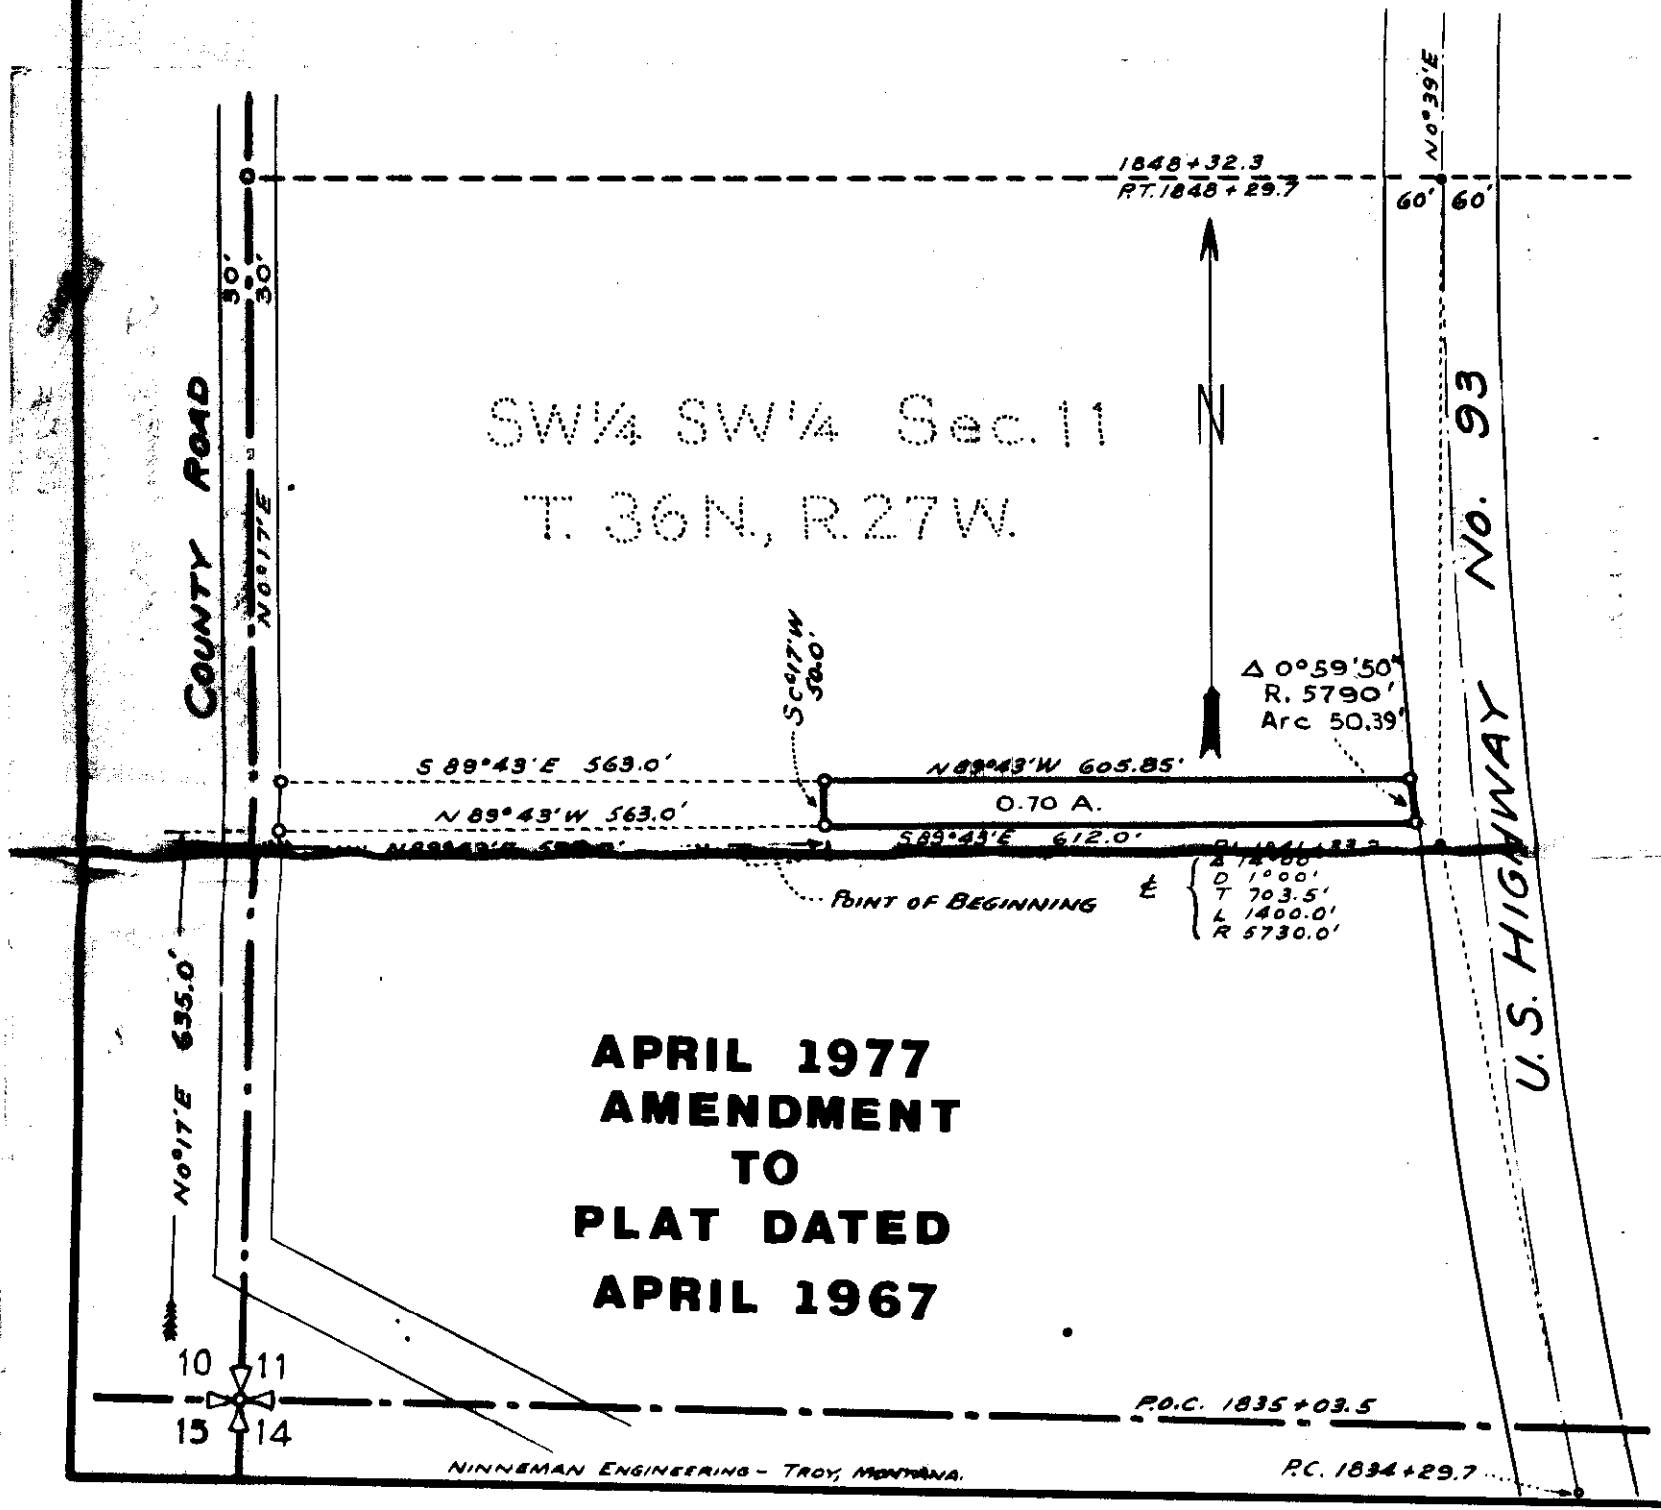 N0°39'E
1848+32.3
P.T. 1848+29.7
60' 60'
30' 30'
COUNTY ROAD
N0°17'E
SW¼ SW¼ Sec. 11
T. 36N., R. 27W.
N
U.S. HIGHWAY No. 93
50.0'
Δ 0°59'50"
R. 5790'
Arc 50.39'
S 89°43'E 563.0'
N 89°43'W 605.85'
0.70 A.
N 89°43'W 563.0'
S 89°43'E 612.0'
POINT OF BEGINNING
D 1°00'
T 703.5'
L 1400.0'
R 5730.0'
N0°17'E 635.0'
APRIL 1977
AMENDMENT
TO
PLAT DATED
APRIL 1967
10 11
15 14
P.O.C. 1835+03.5
NINNEMAN ENGINEERING - TROY, MONTANA.
P.C. 1834+29.7